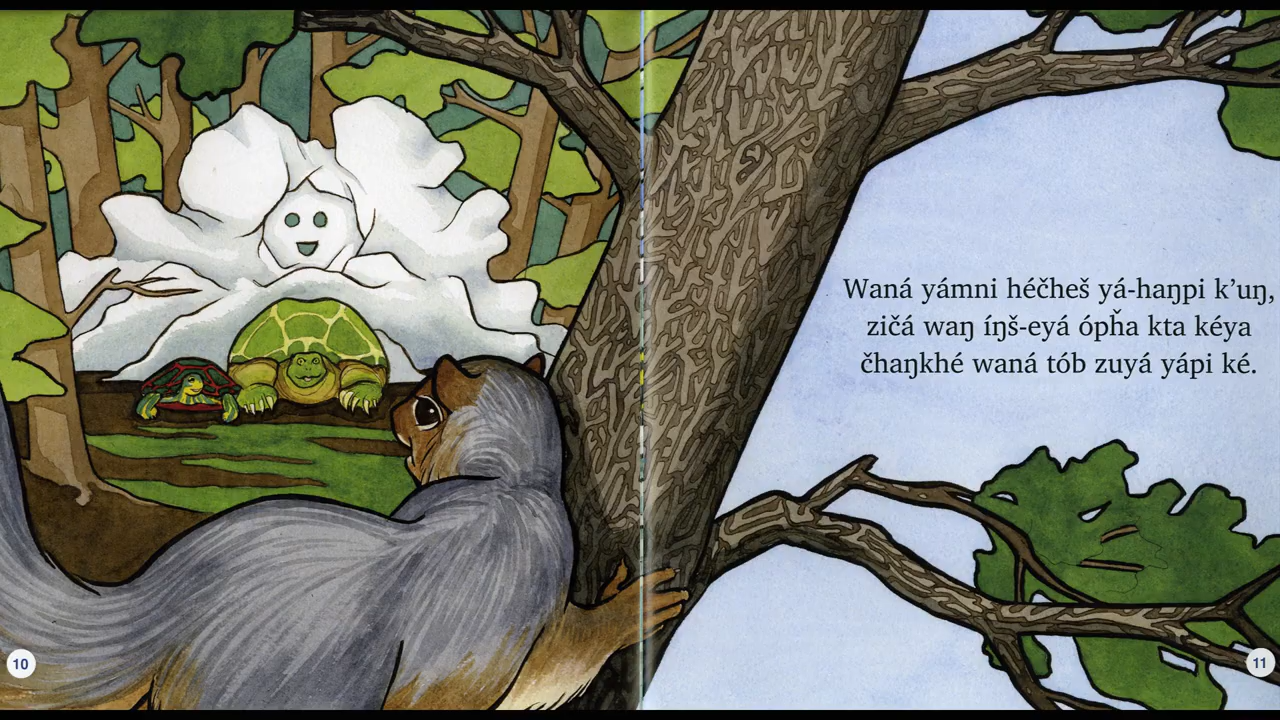 Waná yámni héčheš yá-haŋpi k’uŋ,
zičá waŋ íŋš-eyá ópȟa kta kéya
čhaŋkhé waná tób zuyá yápi ké.
10
11